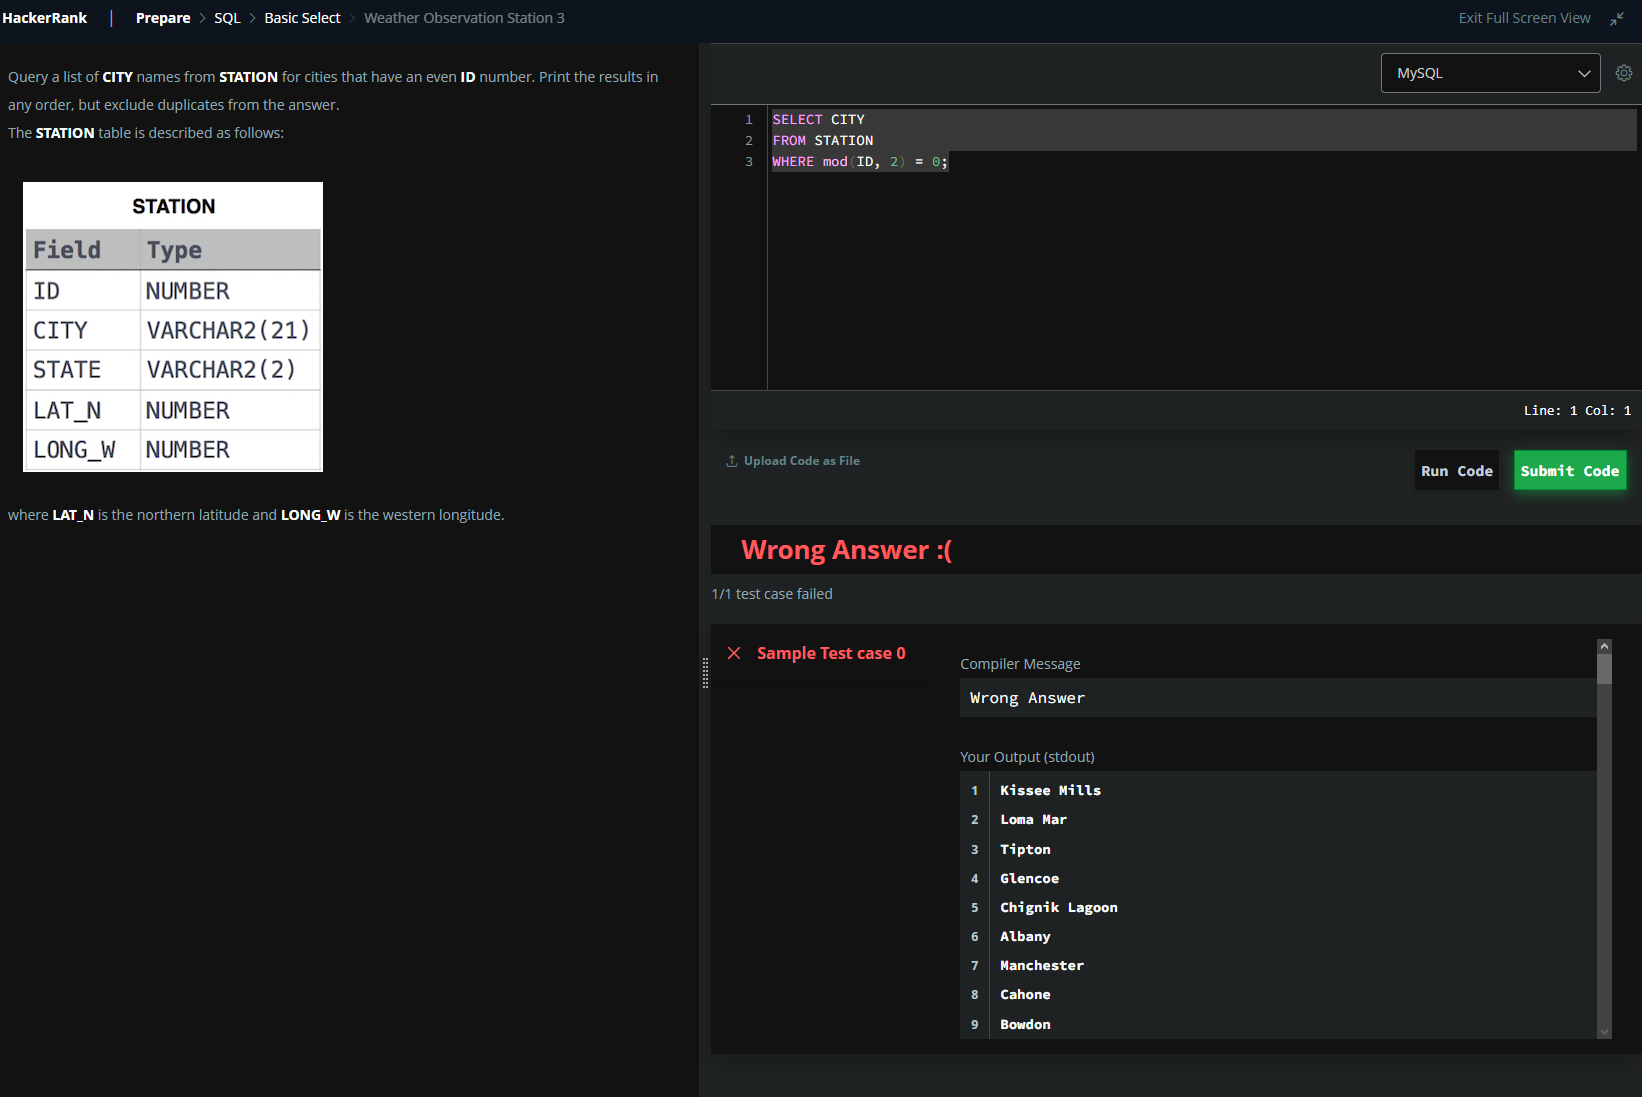 HackerRank | Prepare > SQL > Basic Select > Weather Observation Station 3
Exit Full Screen View
Query a list of CITY names from STATION for cities that have an even ID number. Print the results in
any order, but exclude duplicates from the answer.
The STATION table is described as follows:
STATION
Field Type
ID NUMBER
CITY VARCHAR2(21)
STATE VARCHAR2(2)
LAT_N NUMBER
LONG_W NUMBER
where LAT_N is the northern latitude and LONG_W is the western longitude.
MySQL
1 SELECT CITY
2 FROM STATION
3 WHERE mod(ID, 2) = 0;
Line: 1 Col: 1
Upload Code as File
Run Code
Submit Code
Wrong Answer :(
1/1 test case failed
Sample Test case 0
Compiler Message
Wrong Answer
Your Output (stdout)
1 Kissee Mills
2 Loma Mar
3 Tipton
4 Glencoe
5 Chignik Lagoon
6 Albany
7 Manchester
8 Cahone
9 Bowdon